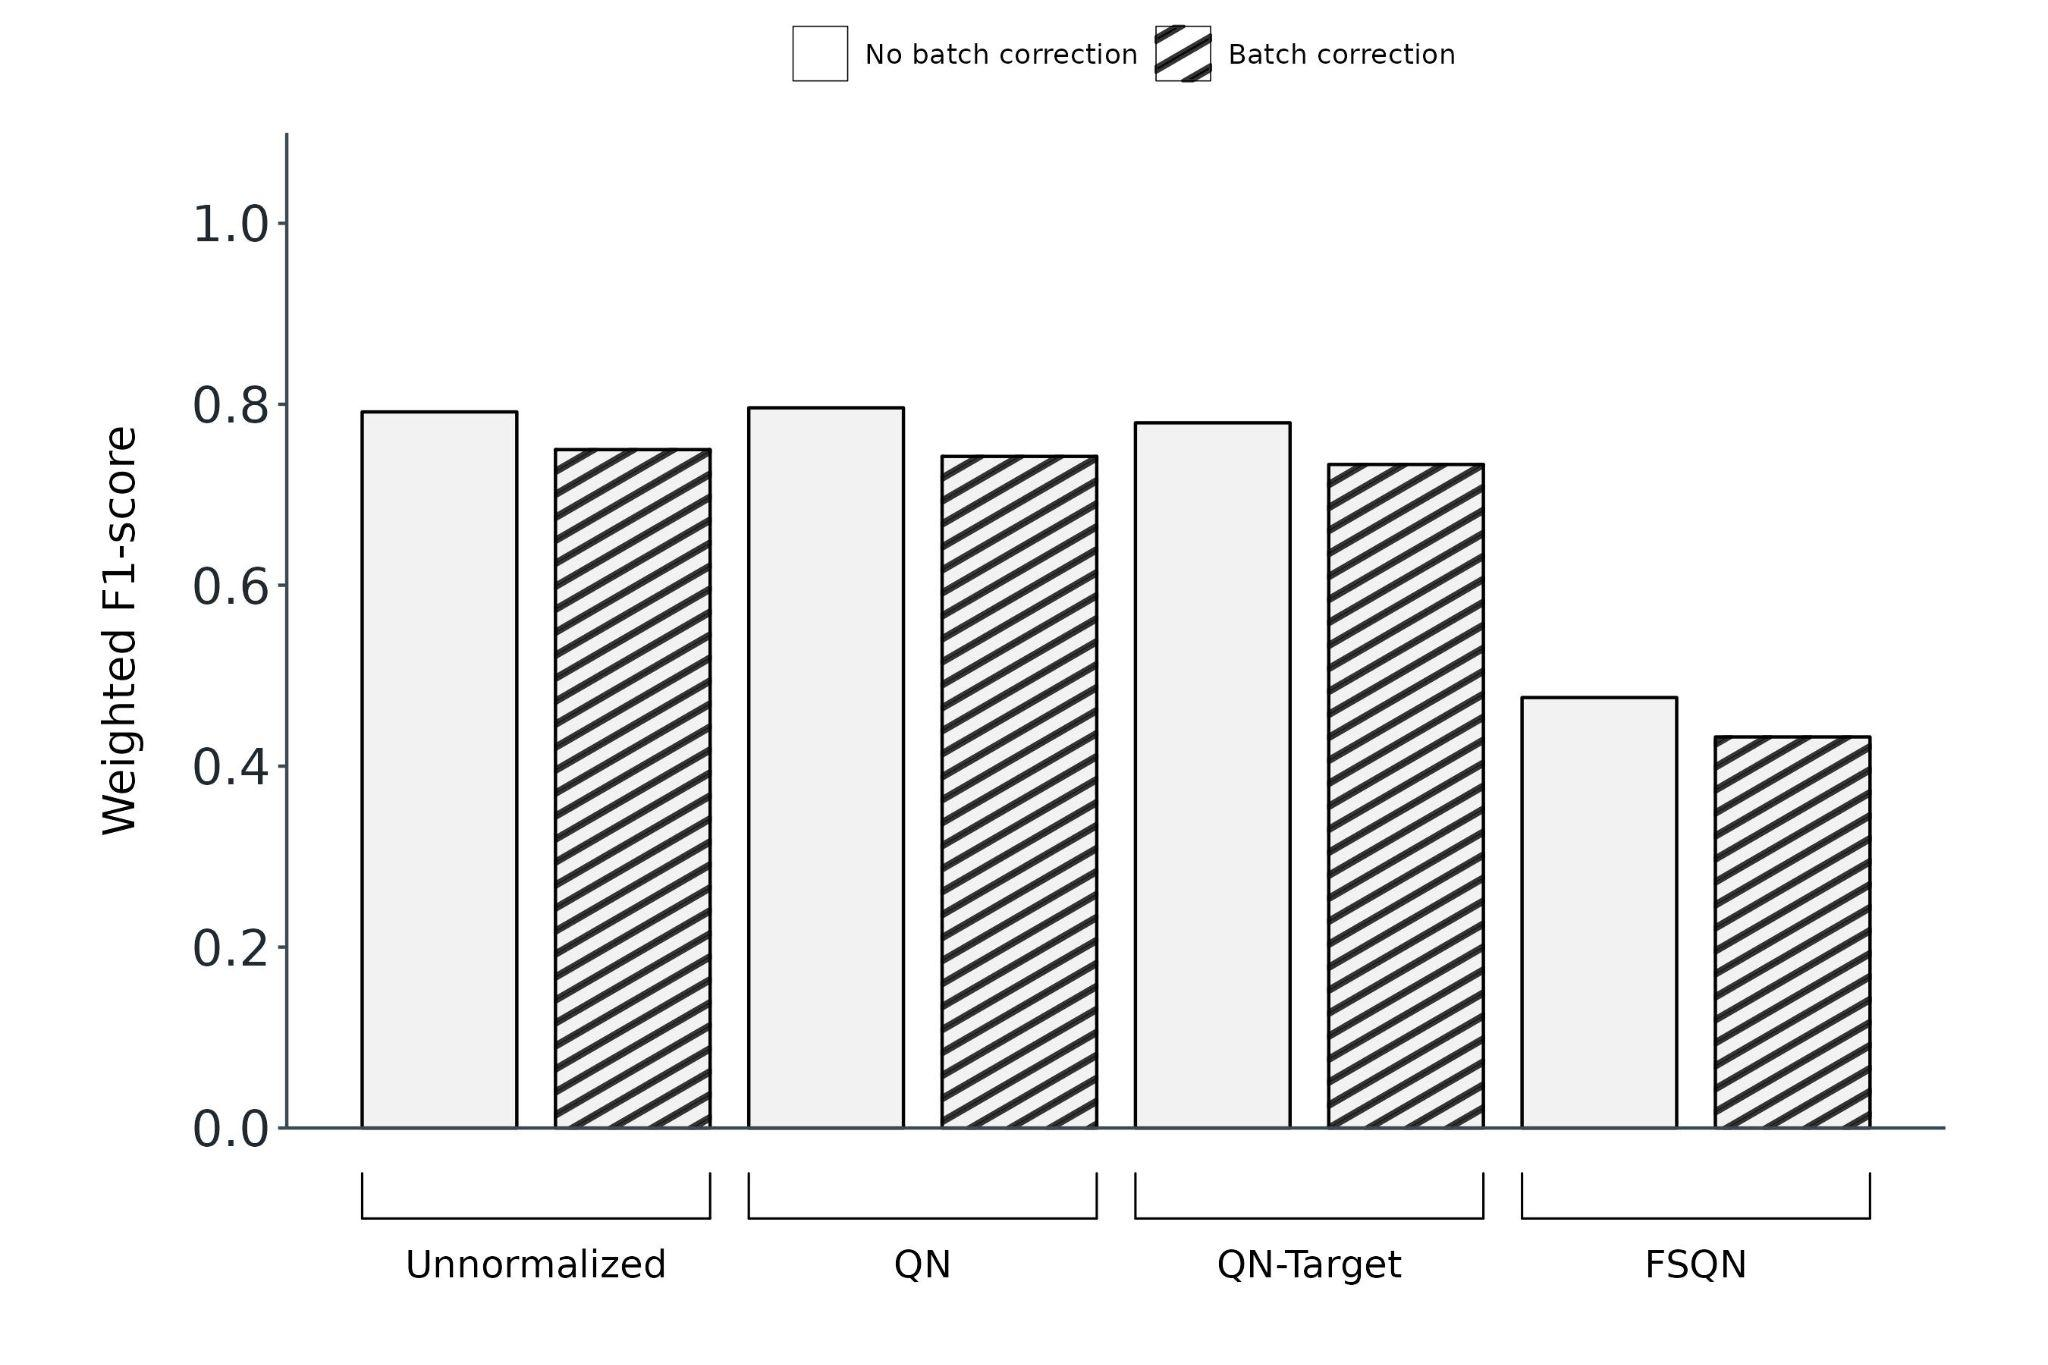 No batch correction Batch correction
Weighted F1-score
1.0
0.8
0.6
0.4
0.2
0.0
Unnormalized QN QN-Target FSQN